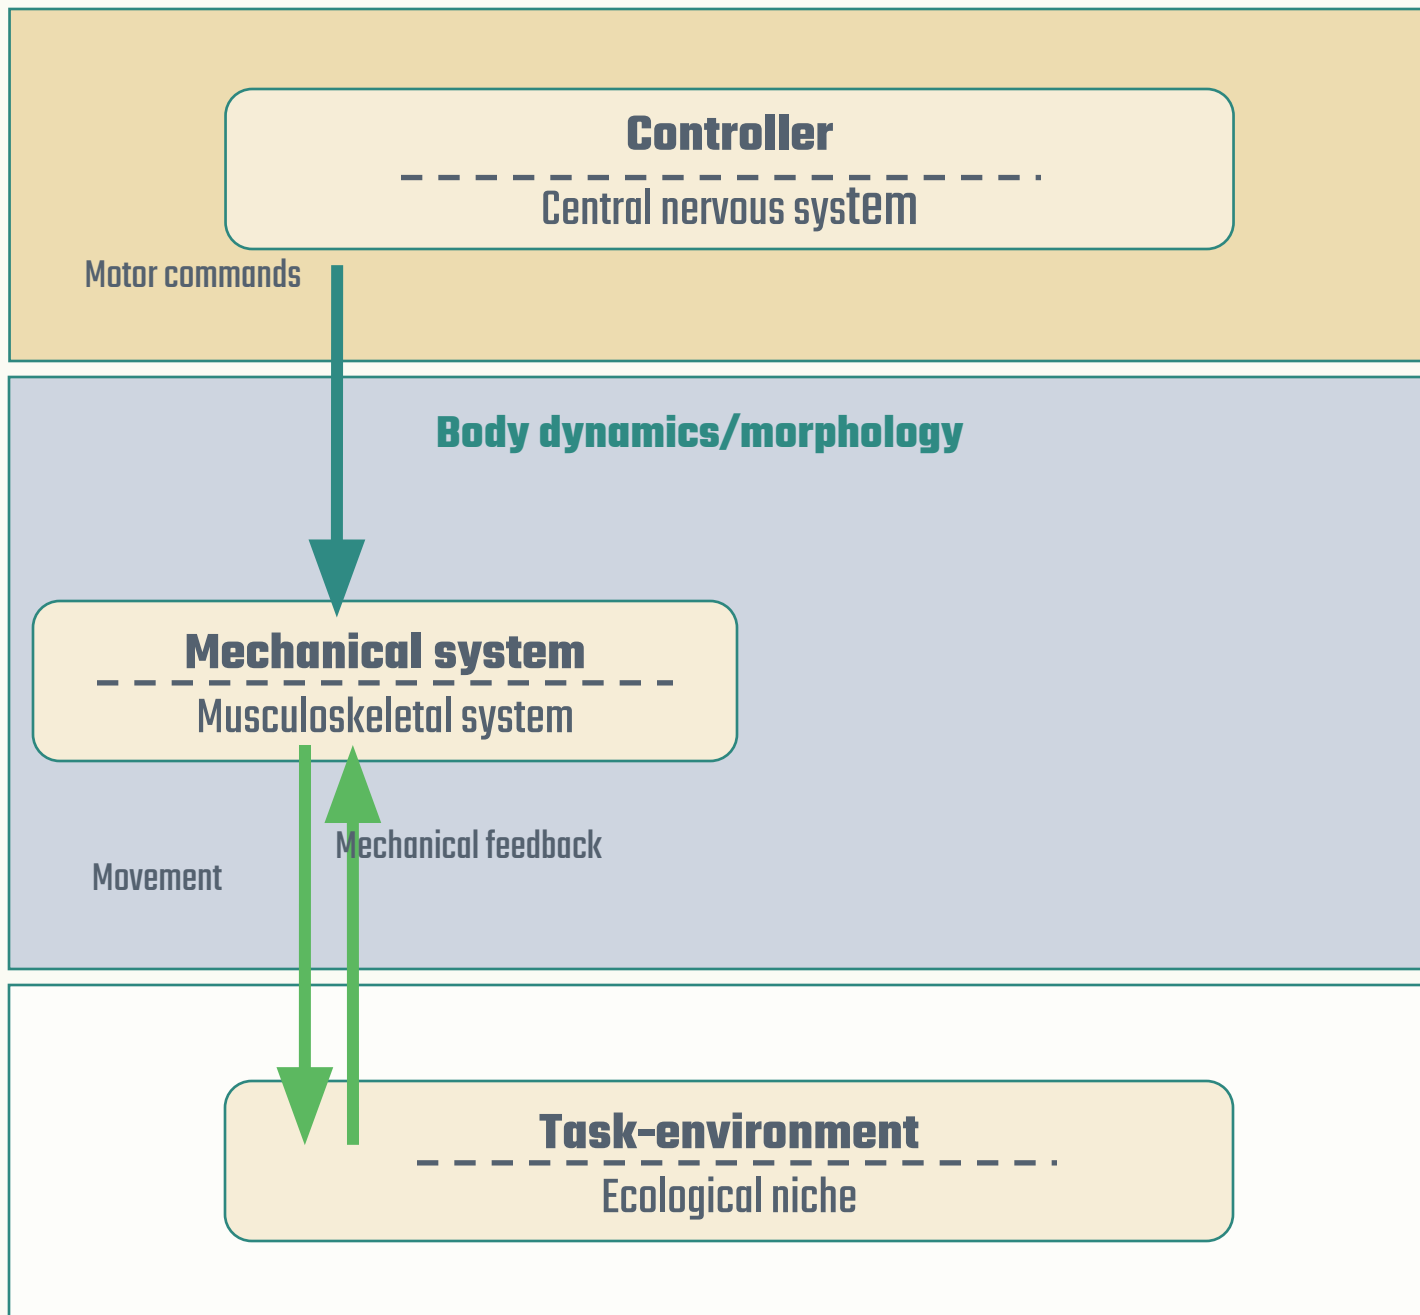 Controller
Central nervous system
Motor commands
Body dynamics/morphology
Mechanical system
Musculoskeletal system
Mechanical feedback
Movement
Task-environment
Ecological niche